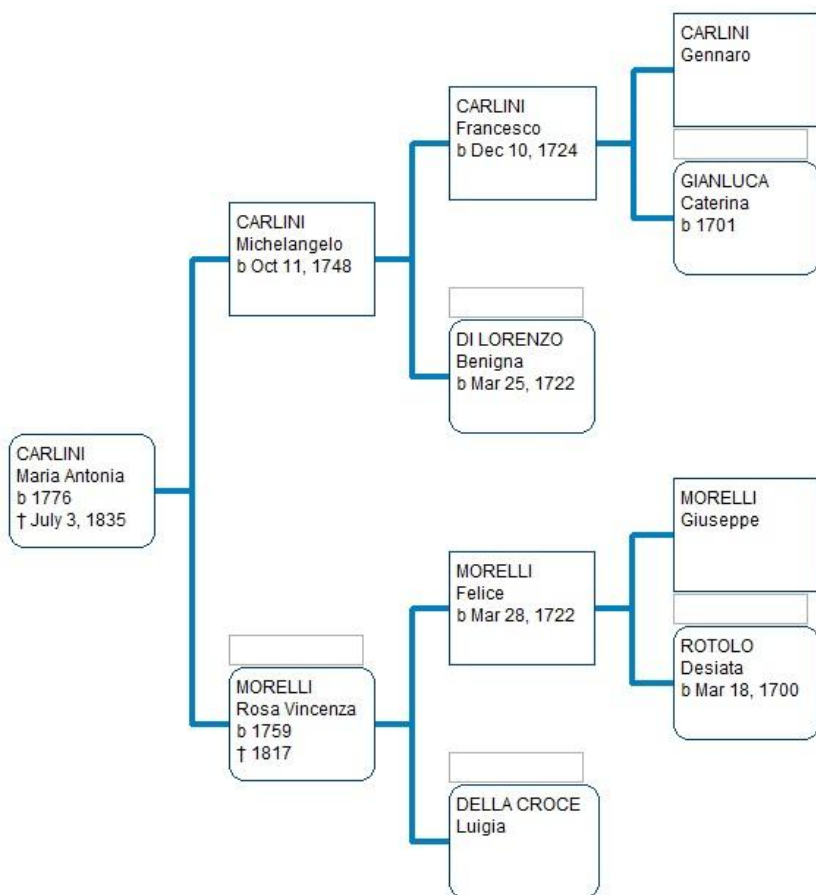 CARLINI
Gennaro
CARLINI
Francesco
b Dec 10, 1724
GIANLUCA
Caterina
b 1701
CARLINI
Michelangelo
b Oct 11, 1748
DI LORENZO
Benigna
b Mar 25, 1722
CARLINI
Maria Antonia
b 1776
† July 3, 1835
MORELLI
Giuseppe
MORELLI
Felice
b Mar 28, 1722
ROTOLO
Desiata
b Mar 18, 1700
MORELLI
Rosa Vincenza
b 1759
† 1817
DELLA CROCE
Luigia